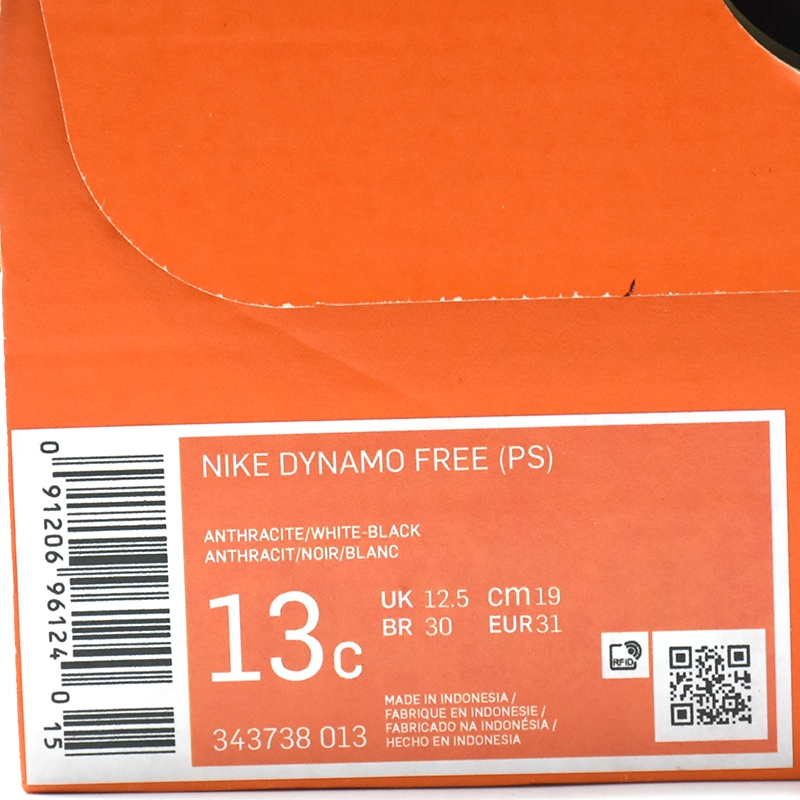 NIKE DYNAMO FREE (PS)
ANTHRACITE/WHITE-BLACK
ANTHRACIT/NOIR/BLANC
13C
UK 12.5 cm 19
BR 30 EUR 31
343738 013
MADE IN INDONESIA /
FABRIQUE EN INDONESIE /
FABRICADO NA INDONÉSIA /
HECHO EN INDONESIA
RFID
0 91206 96124 0 15